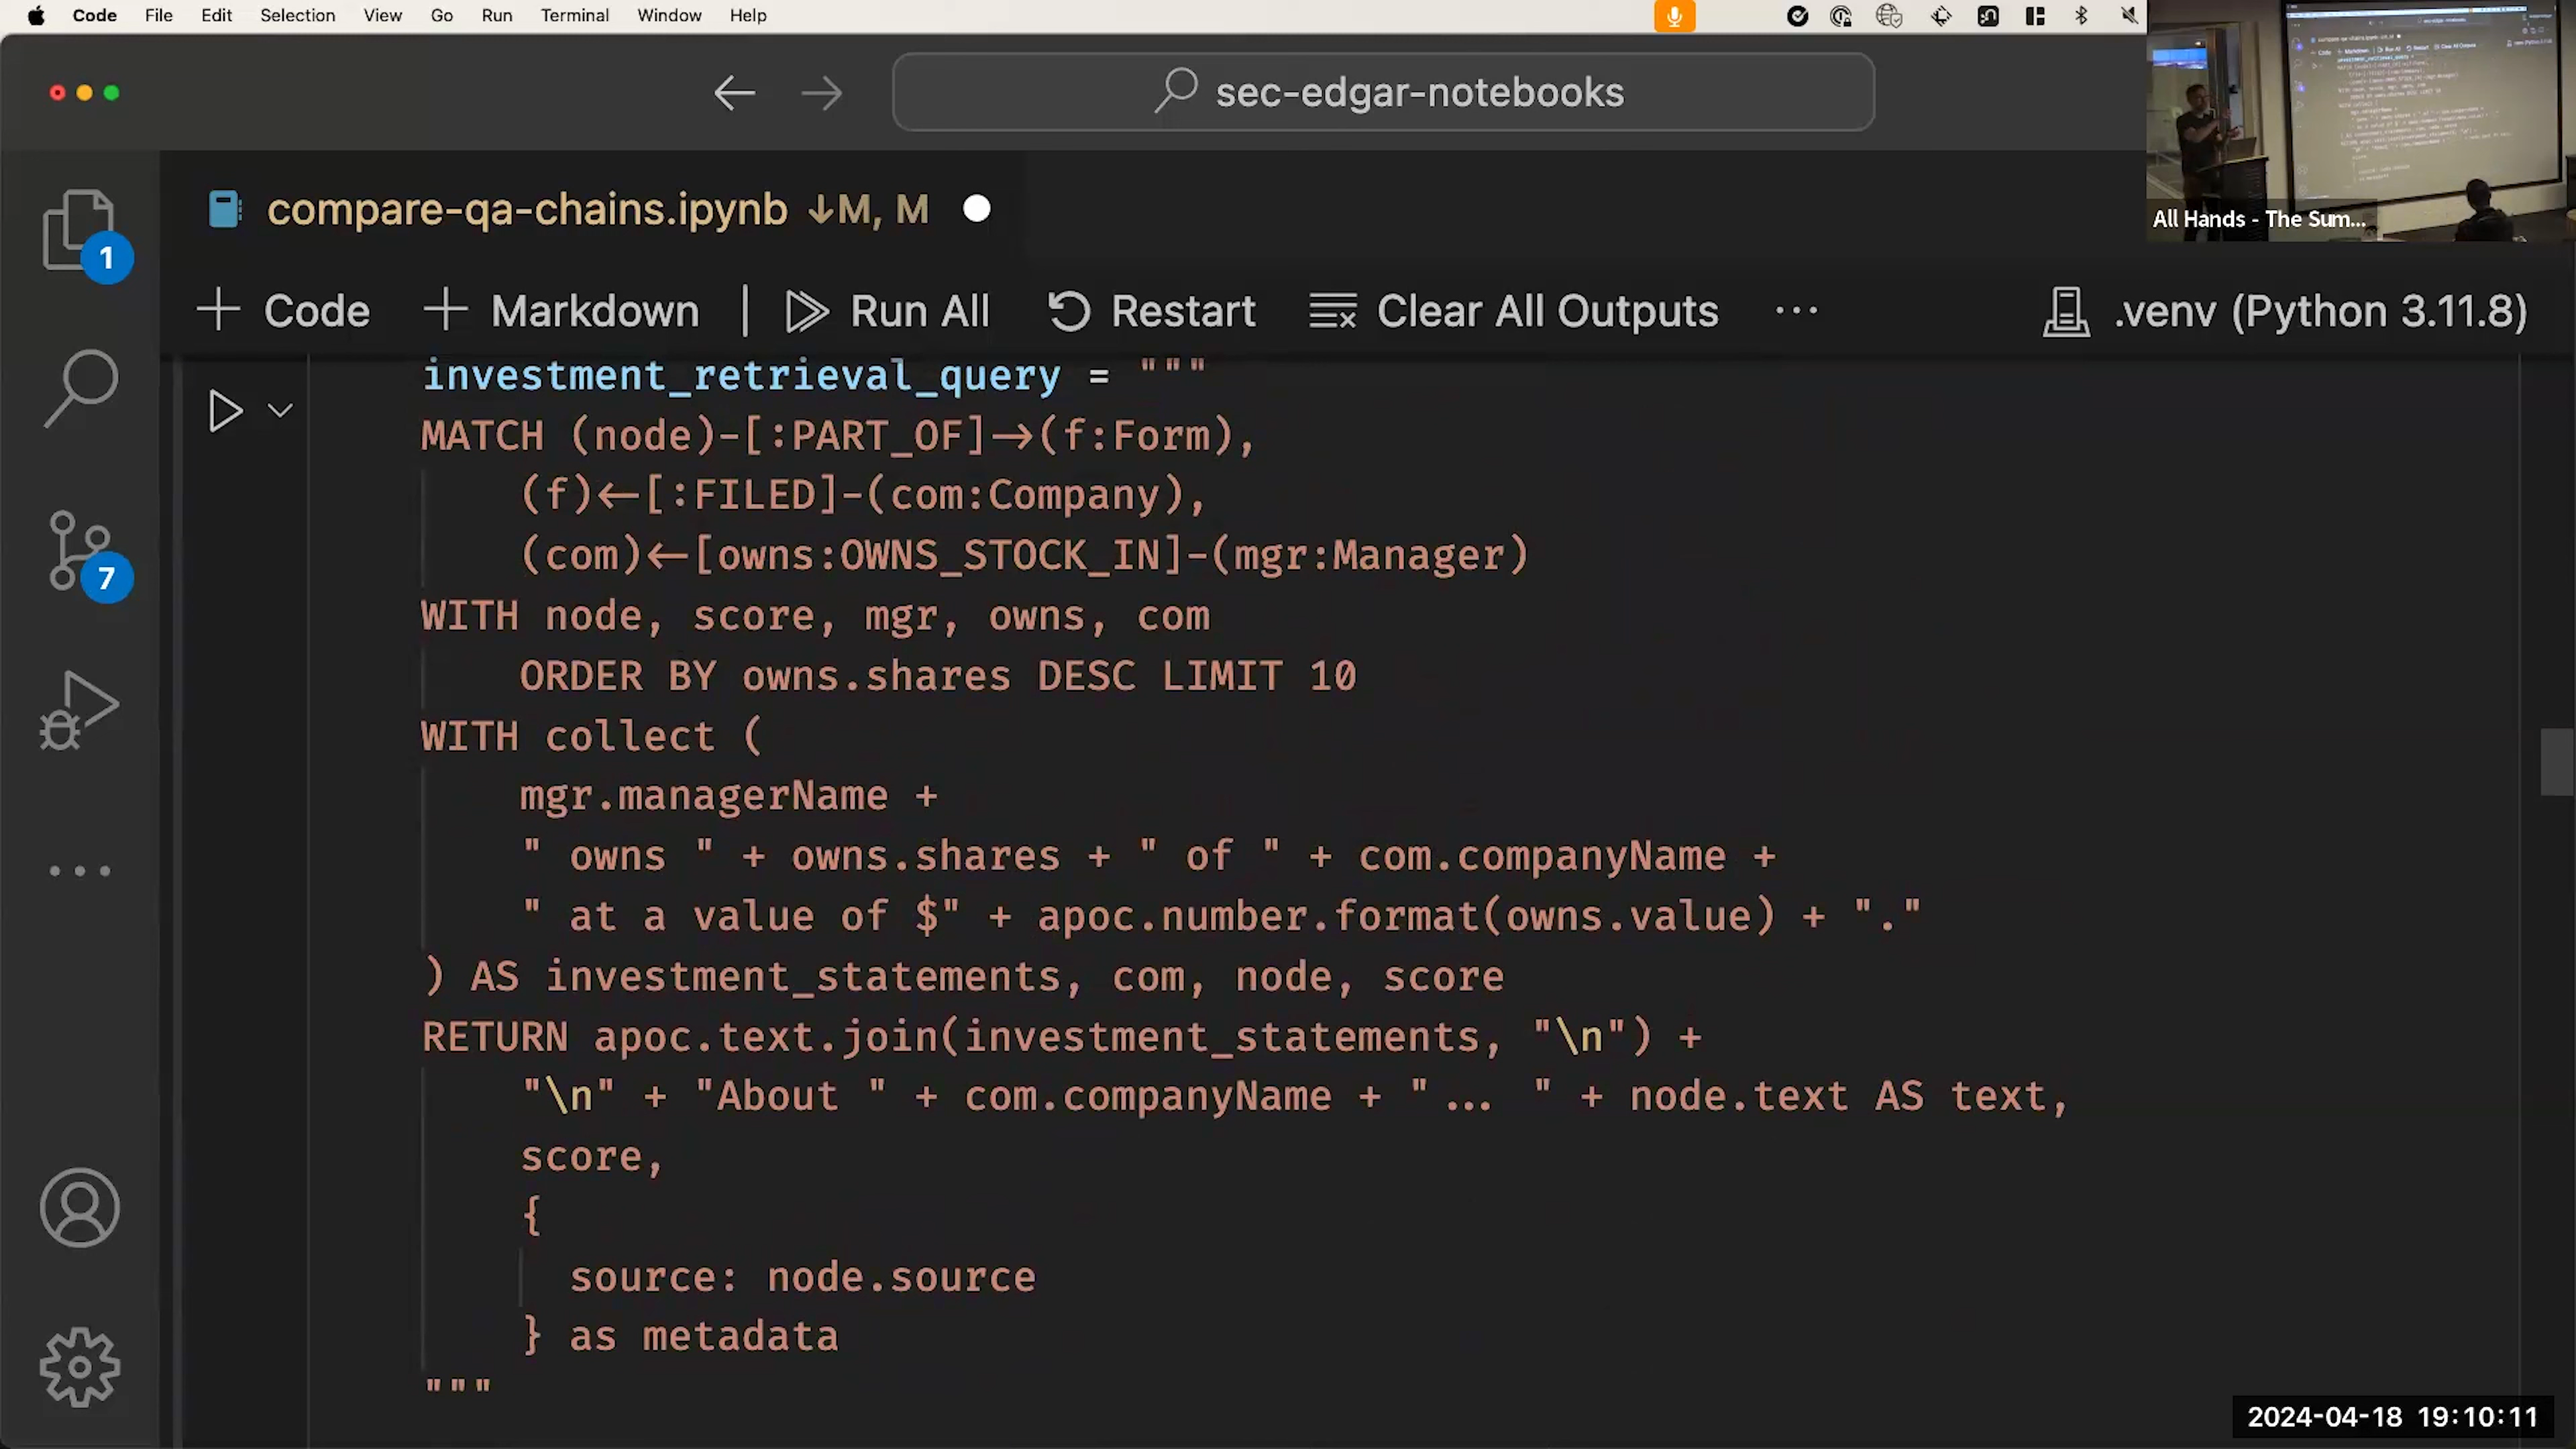 Code File Edit Selection View Go Run Terminal Window Help
sec-edgar-notebooks
All Hands - The Sum...
compare-qa-chains.ipynb ↓M, M
1
Code Markdown | Run All Restart Clear All Outputs ... .venv (Python 3.11.8)
investment_retrieval_query = """
MATCH (node)-[:PART_OF]->(f:Form),
(f)<-[:FILED]-(com:Company),
(com)<-[owns:OWNS_STOCK_IN]-(mgr:Manager)
7
WITH node, score, mgr, owns, com
ORDER BY owns.shares DESC LIMIT 10
WITH collect (
mgr.managerName +
" owns " + owns.shares + " of " + com.companyName +
" at a value of $" + apoc.number.format(owns.value) + "."
) AS investment_statements, com, node, score
RETURN apoc.text.join(investment_statements, "\n") +
"\n" + "About " + com.companyName + " ... " + node.text AS text,
score,
{
source: node.source
} as metadata
"""
2024-04-18 19:10:11